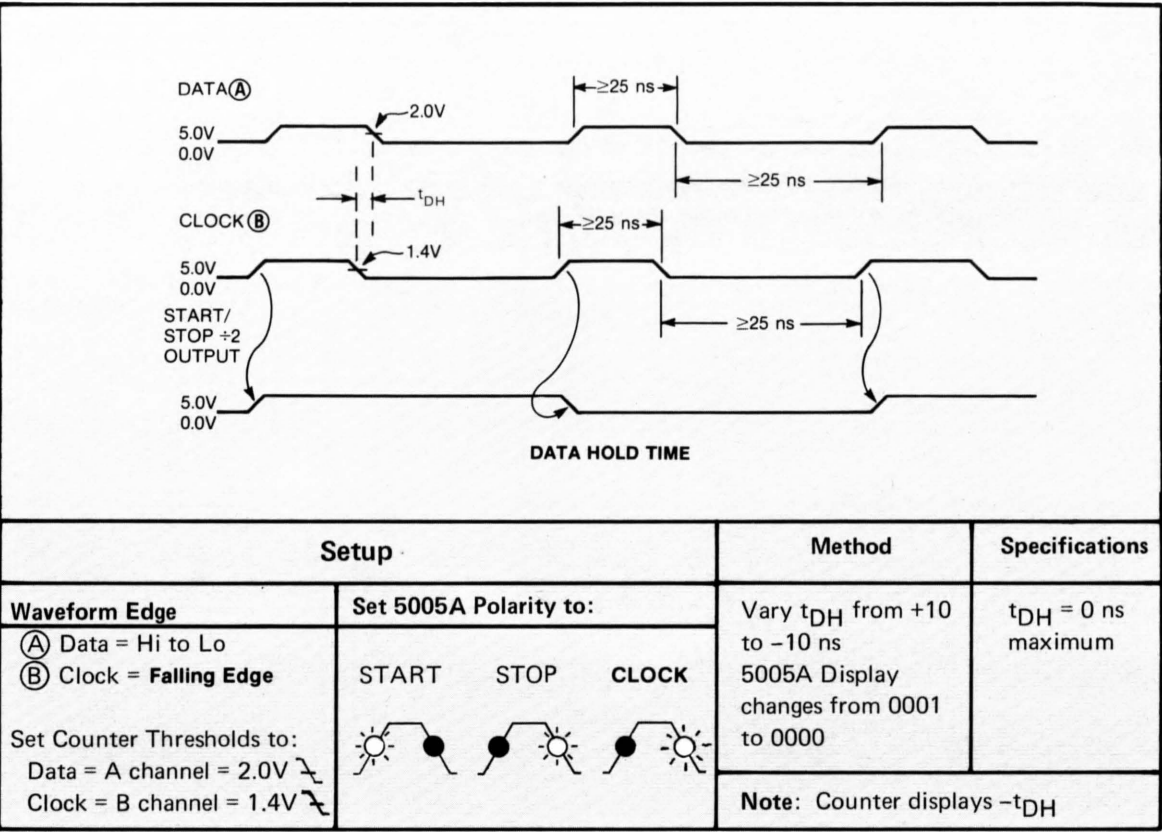 DATA Ⓐ
≥25 ns
2.0V
5.0V
0.0V
≥25 ns
tDH
CLOCK Ⓑ
≥25 ns
1.4V
5.0V
0.0V
START/
STOP ÷2
OUTPUT
≥25 ns
5.0V
0.0V
DATA HOLD TIME
Setup
Method
Specifications
Waveform Edge
Ⓐ Data = Hi to Lo
Ⓑ Clock = Falling Edge
Set Counter Thresholds to:
Data = A channel = 2.0V
Clock = B channel = 1.4V
Set 5005A Polarity to:
START STOP CLOCK
Vary tDH from +10
to −10 ns
5005A Display
changes from 0001
to 0000
tDH = 0 ns
maximum
Note: Counter displays −tDH